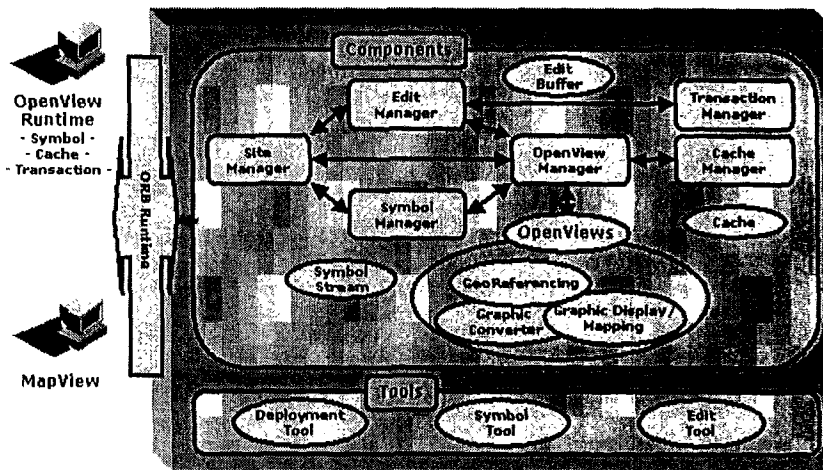 OpenView
Runtime
- Symbol -
- Cache -
- Transaction -
MapView
ORB Runtime
Components
Edit
Buffer
Edit
Manager
Transaction
Manager
Site
Manager
OpenView
Manager
Cache
Manager
Symbol
Manager
OpenViews
Cache
Symbol
Stream
GeoReferencing
Graphic
Converter
Graphic Display/
Mapping
Tools
Deployment
Tool
Symbol
Tool
Edit
Tool